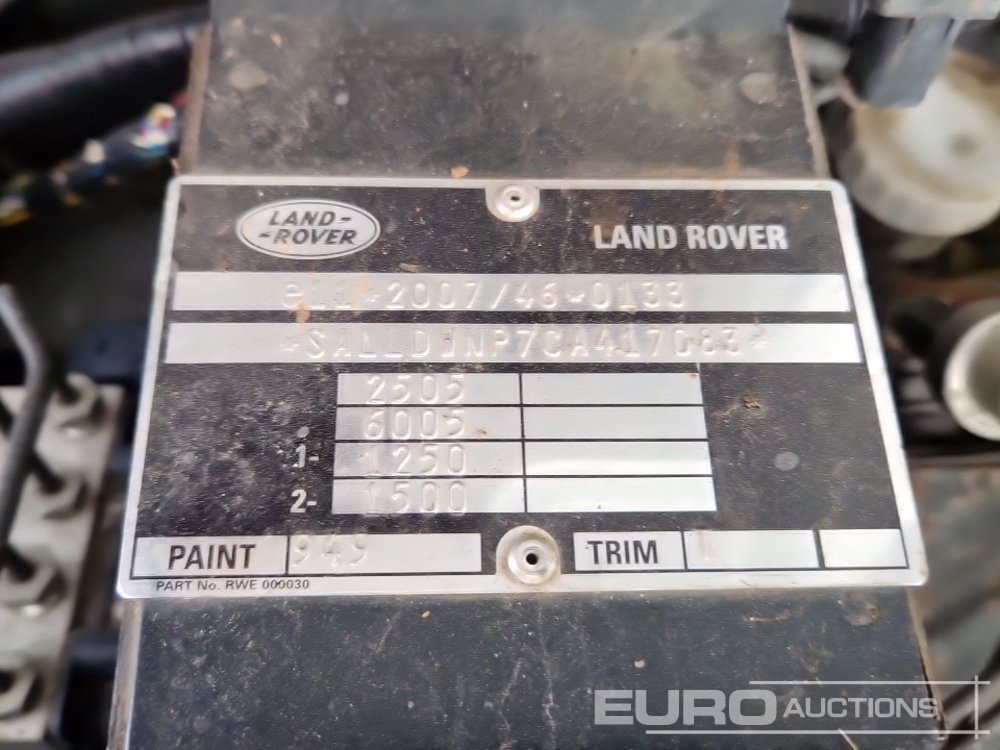 LAND-
-ROVER
LAND ROVER
e11*2007/46*0133
2505
6005
1- 1250
2- 1500
PAINT 949
TRIM 1
PART No. RWE 000030
EURO AUCTIONS